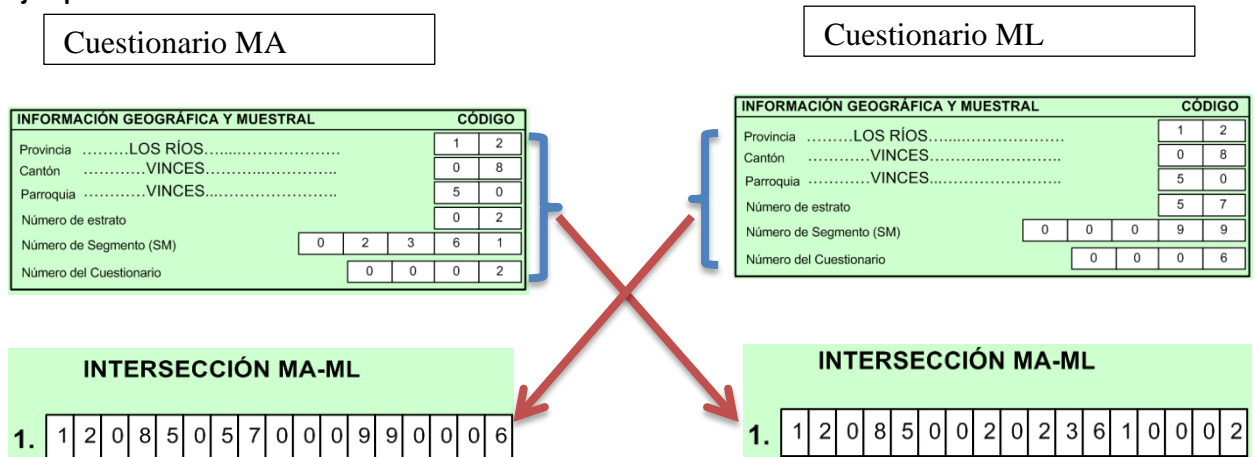 Cuestionario MA
INFORMACIÓN GEOGRÁFICA Y MUESTRAL CÓDIGO
Provincia .........LOS RÍOS........................ 1 2
Cantón ............VINCES........................ 0 8
Parroquia ............VINCES........................ 5 0
Número de estrato 0 2
Número de Segmento (SM) 0 2 3 6 1
Número del Cuestionario 0 0 0 2
INTERSECCIÓN MA-ML
1. 1 2 0 8 5 0 5 7 0 0 0 9 9 0 0 0 6
Cuestionario ML
INFORMACIÓN GEOGRÁFICA Y MUESTRAL CÓDIGO
Provincia .........LOS RÍOS........................ 1 2
Cantón ............VINCES........................ 0 8
Parroquia ............VINCES........................ 5 0
Número de estrato 5 7
Número de Segmento (SM) 0 0 0 9 9
Número del Cuestionario 0 0 0 6
INTERSECCIÓN MA-ML
1. 1 2 0 8 5 0 0 2 0 2 3 6 1 0 0 0 2